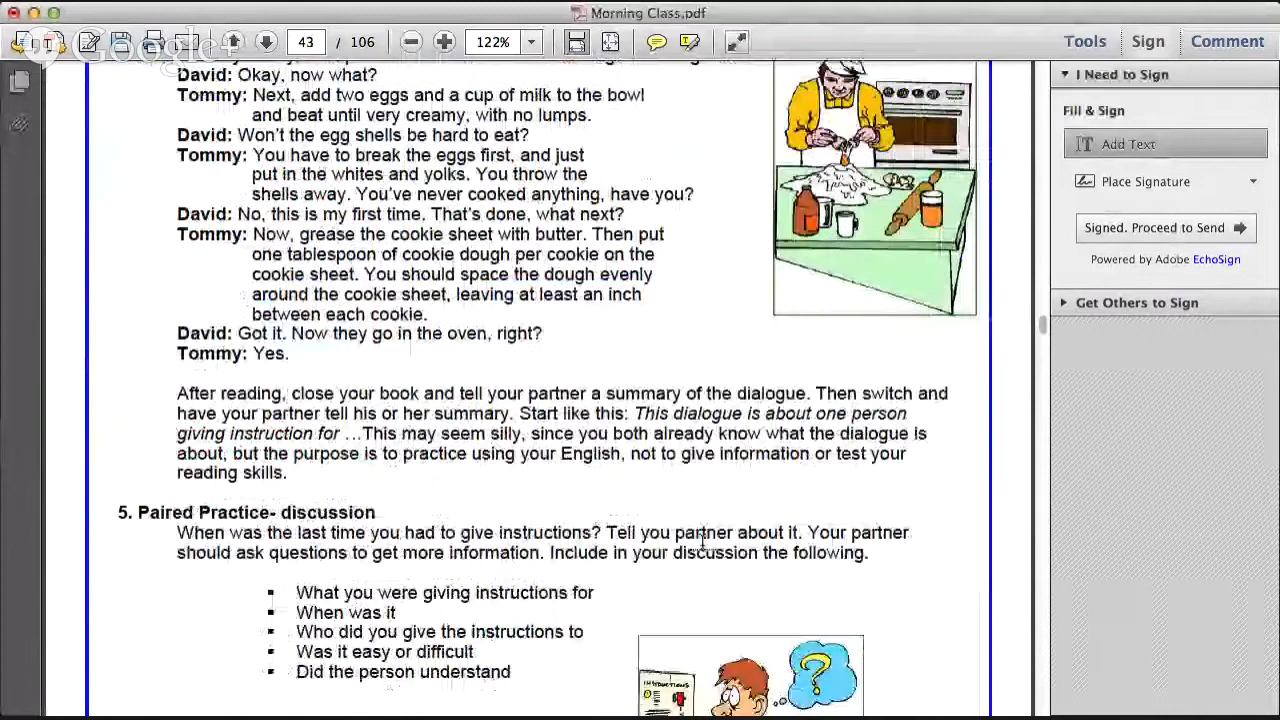 Morning Class.pdf
Google+
43 / 106
122%
Tools
Sign
Comment
David: Okay, now what?
Tommy: Next, add two eggs and a cup of milk to the bowl
and beat until very creamy, with no lumps.
David: Won't the egg shells be hard to eat?
Tommy: You have to break the eggs first, and just
put in the whites and yolks. You throw the
shells away. You've never cooked anything, have you?
David: No, this is my first time. That's done, what next?
Tommy: Now, grease the cookie sheet with butter. Then put
one tablespoon of cookie dough per cookie on the
cookie sheet. You should space the dough evenly
around the cookie sheet, leaving at least an inch
between each cookie.
David: Got it. Now they go in the oven, right?
Tommy: Yes.
After reading, close your book and tell your partner a summary of the dialogue. Then switch and
have your partner tell his or her summary. Start like this: This dialogue is about one person
giving instruction for …This may seem silly, since you both already know what the dialogue is
about, but the purpose is to practice using your English, not to give information or test your
reading skills.
5. Paired Practice- discussion
When was the last time you had to give instructions? Tell you partner about it. Your partner
should ask questions to get more information. Include in your discussion the following.
▪ What you were giving instructions for
▪ When was it
▪ Who did you give the instructions to
▪ Was it easy or difficult
▪ Did the person understand
INSTRUCTIONS
?
I Need to Sign
Fill & Sign
Add Text
Place Signature
Signed. Proceed to Send
Powered by Adobe EchoSign
Get Others to Sign